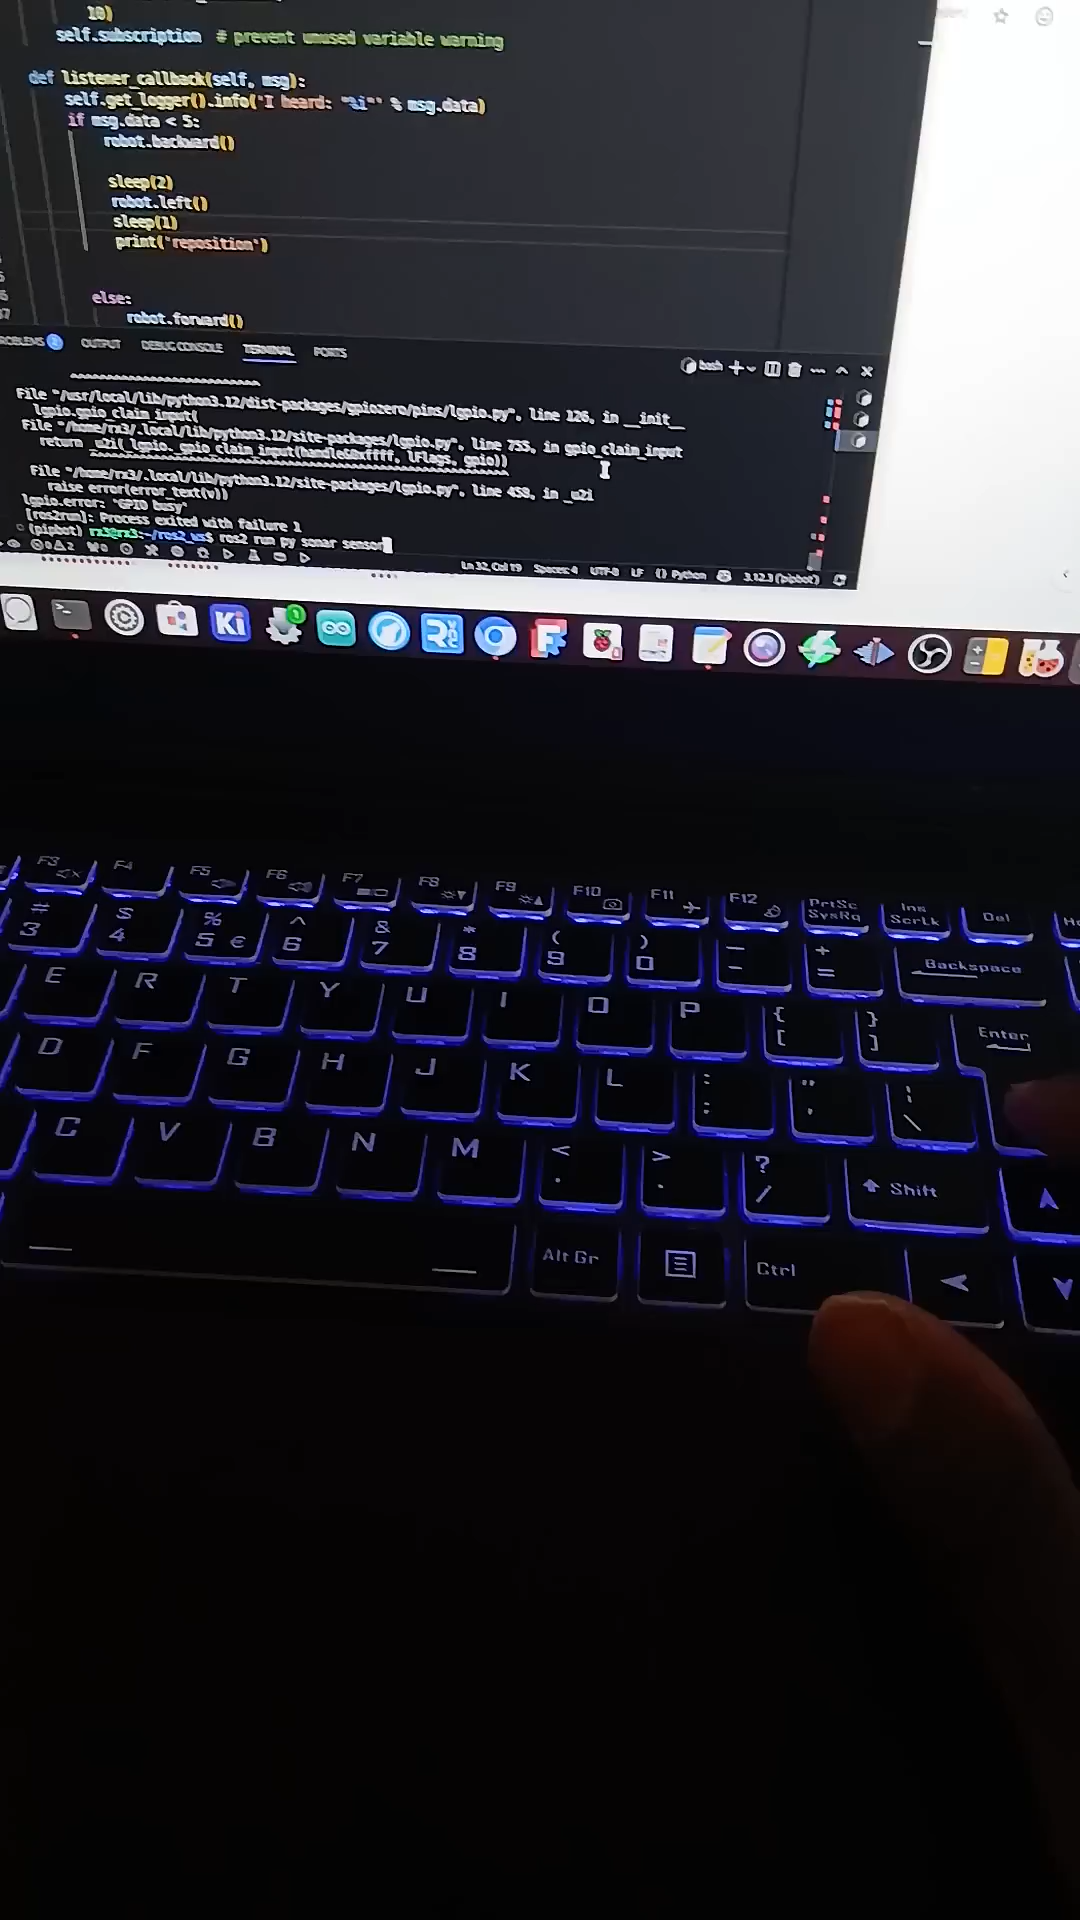 10)
self.subscription # prevent unused variable warning
def listener_callback(self, msg):
self.get_logger().info('I heard: "%i"' % msg.data)
if msg.data < 5:
robot.backward()
sleep(2)
robot.left()
sleep(1)
print('reposition')
else:
robot.forward()
OUTPUT DEBUG CONSOLE TERMINAL PORTS
bash
File "/usr/local/lib/python3.12/dist-packages/gpiozero/pins/lgpio.py", line 126, in __init__
lgpio.gpio_claim_input(
File "/home/rx3/.local/lib/python3.12/site-packages/lgpio.py", line 755, in gpio_claim_input
return _u2i(_lgpio._gpio_claim_input(handle&0xffff, lFlags, gpio))
File "/home/rx3/.local/lib/python3.12/site-packages/lgpio.py", line 458, in _u2i
raise error(error_text(v))
lgpio.error: 'GPIO busy'
[ros2run]: Process exited with failure 1
(pipbot) rx3@rx3:~/ros2_ws$ ros2 run py_sonar sensor
Ln 32, Col 19 Spaces: 4 UTF-8 LF {} Python 3.12.3 (pipbot)
Ki
F3 F4 F5 F6 F7 F8 F9 F10 F11 F12 PrtSc SysRq Ins ScrLk Del
# 3 $ 4 % 5 € ^ 6 & 7 * 8 ( 9 ) 0 _ - + = Backspace
E R T Y U I O P { [ } ] Enter
D F G H J K L : ; " ' | \
C V B N M < , > . ? / Shift
Alt Gr Ctrl